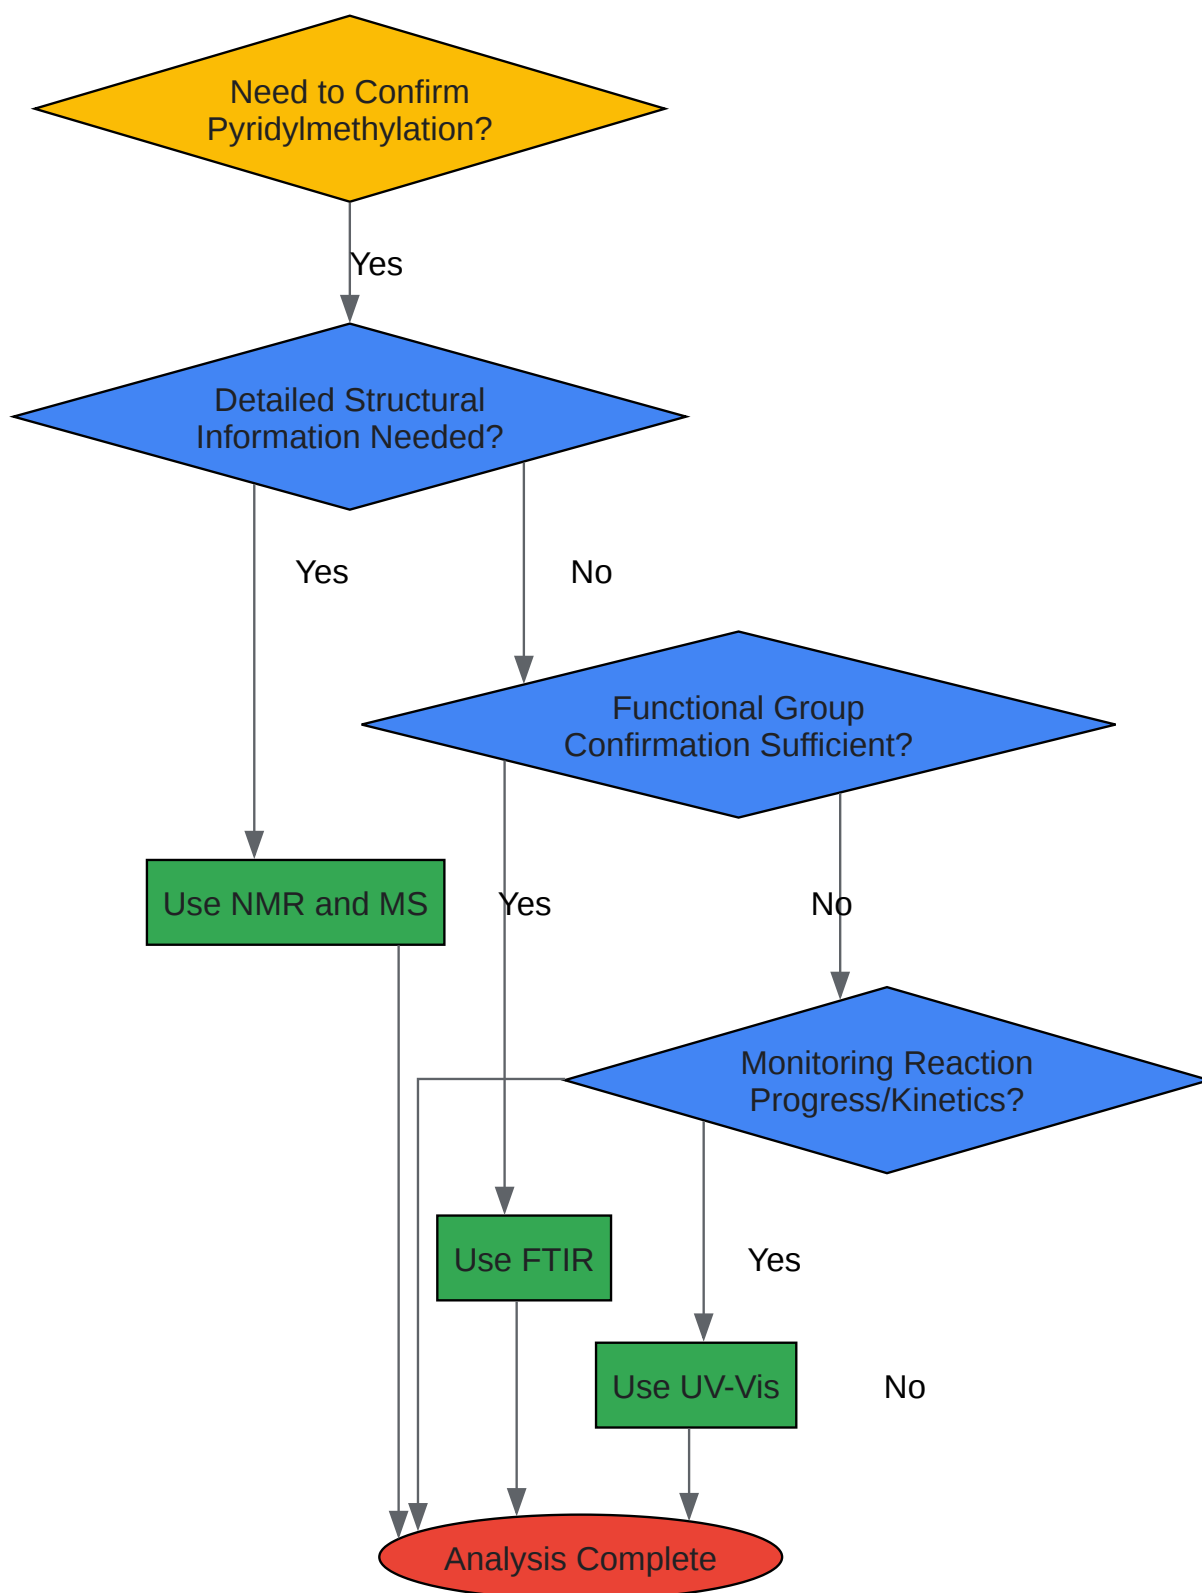 Need to Confirm
Pyridylmethylation?
Yes
Detailed Structural
Information Needed?
Yes
No
Functional Group
Confirmation Sufficient?
Use NMR and MS
Yes
No
Monitoring Reaction
Progress/Kinetics?
Use FTIR
Yes
Use UV-Vis
No
Analysis Complete